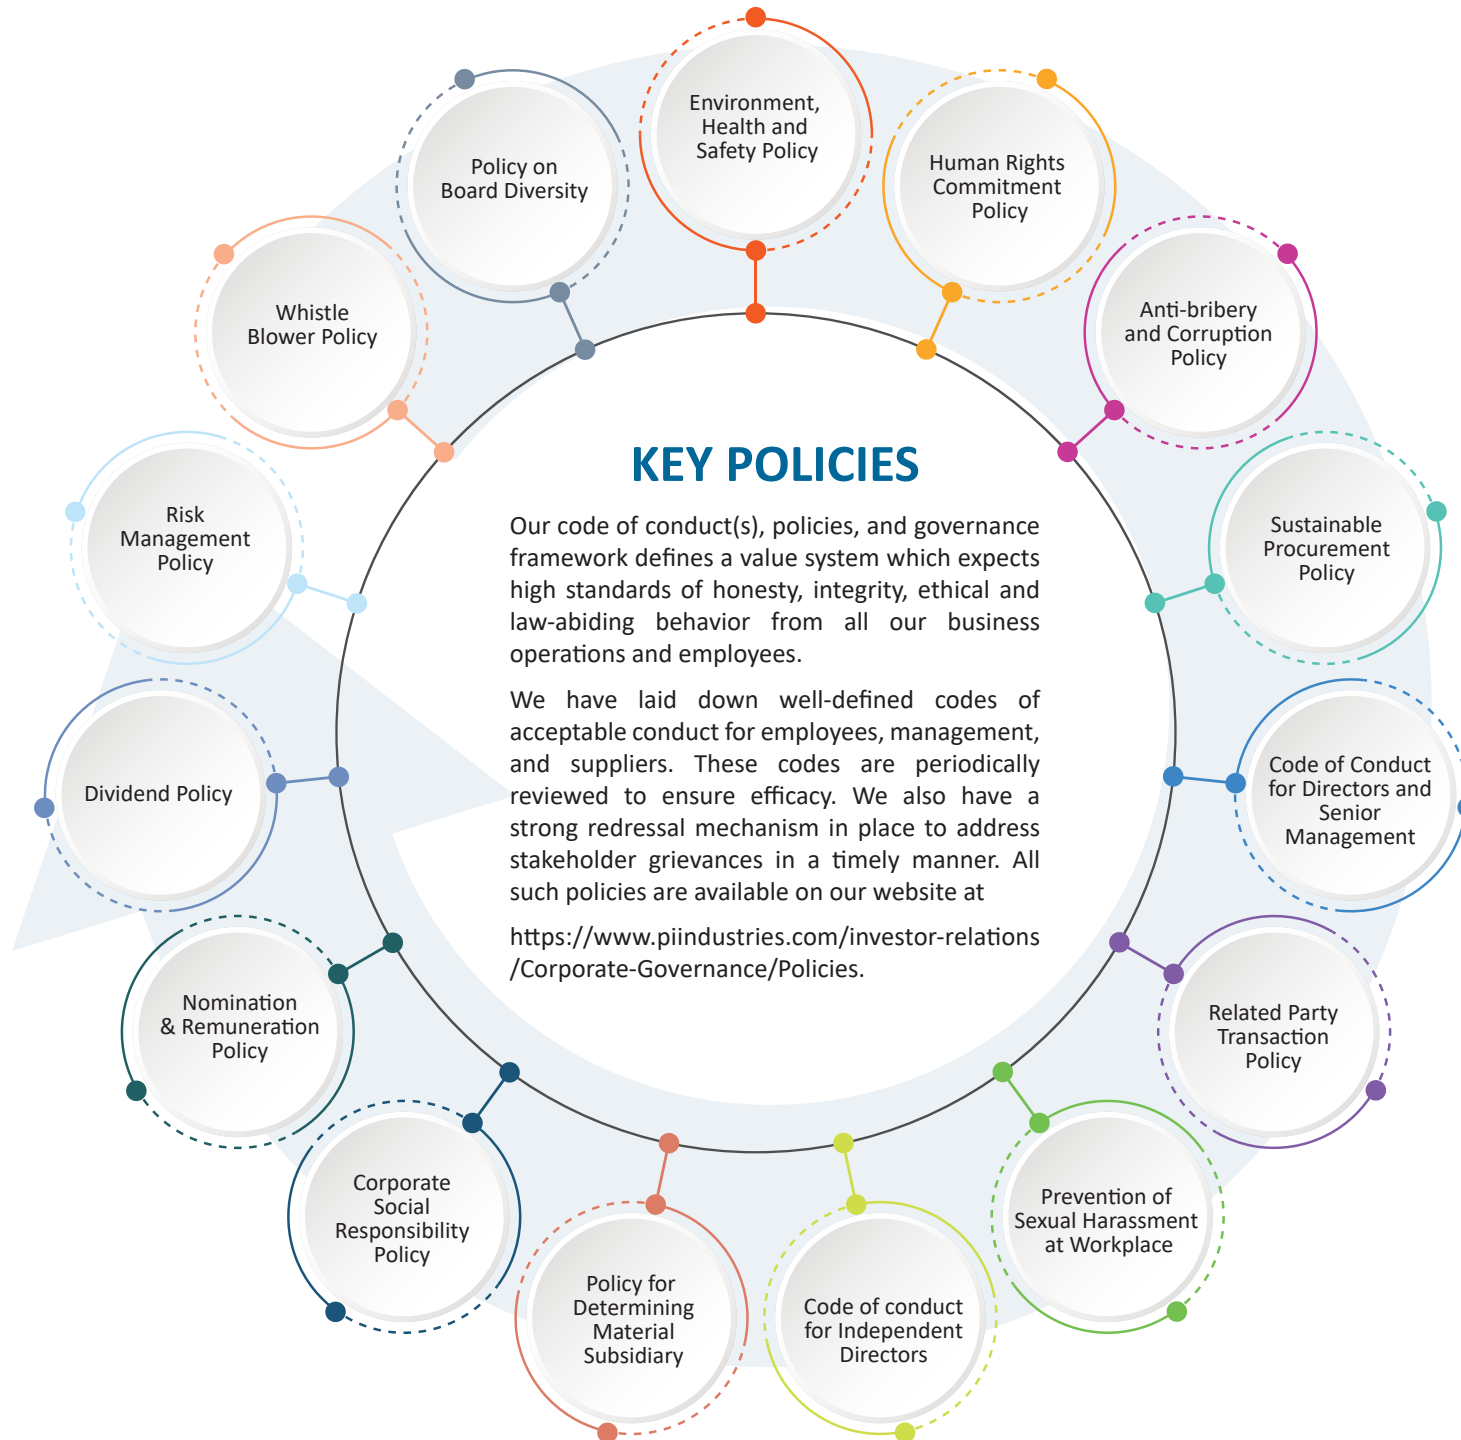 Environment,
Health and
Safety Policy
Human Rights
Commitment
Policy
Anti-bribery
and Corruption
Policy
Sustainable
Procurement
Policy
Code of Conduct
for Directors and
Senior
Management
Related Party
Transaction
Policy
Prevention of
Sexual Harassment
at Workplace
Code of conduct
for Independent
Directors
Policy for
Determining
Material
Subsidiary
Corporate
Social
Responsibility
Policy
Nomination
& Remuneration
Policy
Dividend Policy
Risk
Management
Policy
Whistle
Blower Policy
Policy on
Board Diversity
KEY POLICIES
Our code of conduct(s), policies, and governance
framework defines a value system which expects
high standards of honesty, integrity, ethical and
law-abiding behavior from all our business
operations and employees.
We have laid down well-defined codes of
acceptable conduct for employees, management,
and suppliers. These codes are periodically
reviewed to ensure efficacy. We also have a
strong redressal mechanism in place to address
stakeholder grievances in a timely manner. All
such policies are available on our website at
https://www.piindustries.com/investor-relations
/Corporate-Governance/Policies.